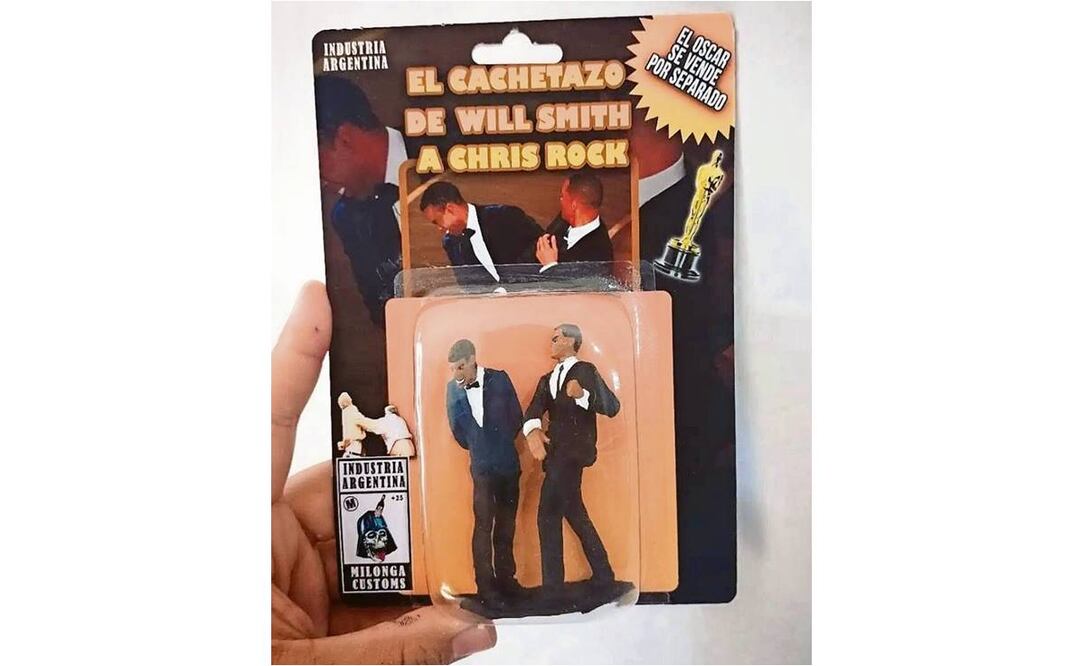 INDUSTRIA
ARGENTINA
EL CACHETAZO
DE WILL SMITH
A CHRIS ROCK
EL OSCAR
SE VENDE
POR SEPARADO
INDUSTRIA
ARGENTINA
M +25
MILONGA
CUSTOMS